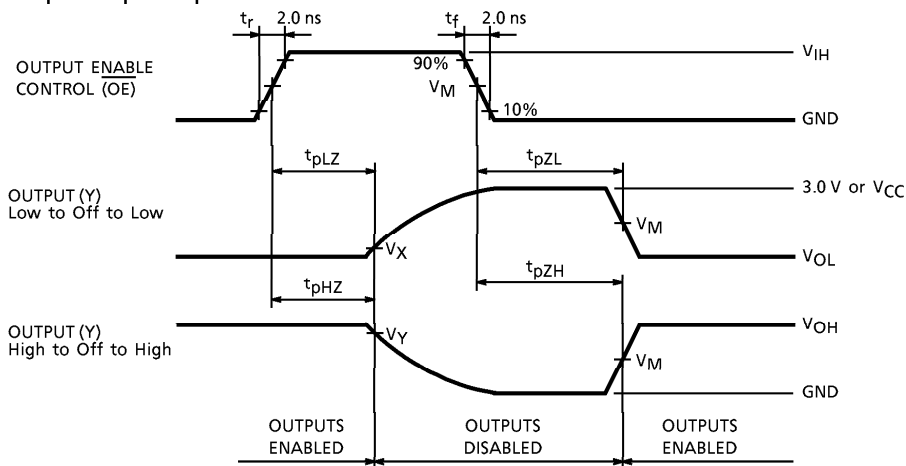 tr 2.0 ns tf 2.0 ns
OUTPUT ENABLE
CONTROL (OE)
90%
VM
10%
VIH
GND
tpLZ tpZL
OUTPUT (Y)
Low to Off to Low
VX
VM
3.0 V or VCC
VOL
tpHZ tpZH
OUTPUT (Y)
High to Off to High
VY
VM
VOH
GND
OUTPUTS
ENABLED
OUTPUTS
DISABLED
OUTPUTS
ENABLED